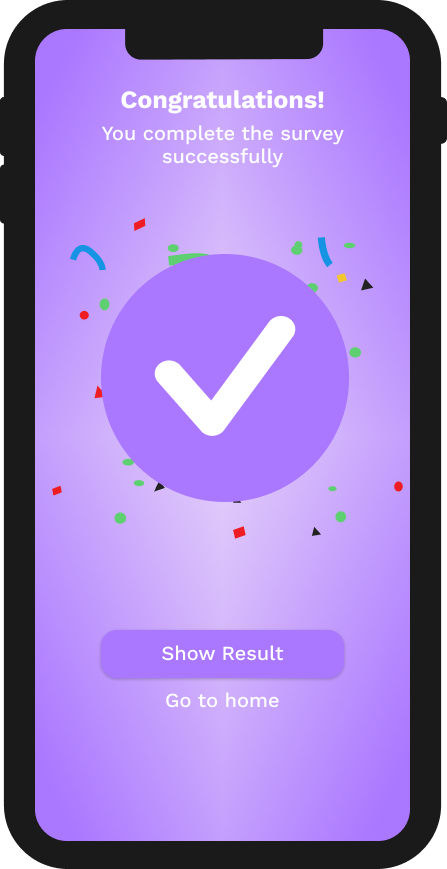 Congratulations!
You complete the survey
successfully
Show Result
Go to home